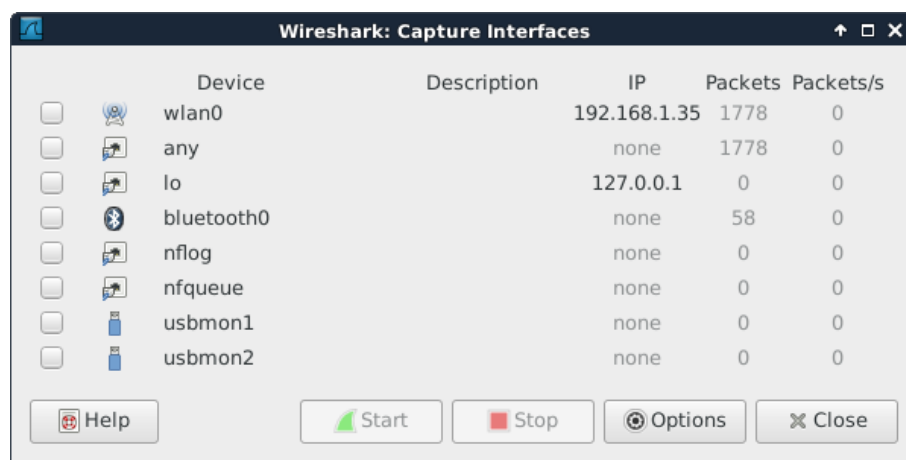 Wireshark: Capture Interfaces
Device Description IP Packets Packets/s
wlan0 192.168.1.35 1778 0
any none 1778 0
lo 127.0.0.1 0 0
bluetooth0 none 58 0
nflog none 0 0
nfqueue none 0 0
usbmon1 none 0 0
usbmon2 none 0 0
Help Start Stop Options Close